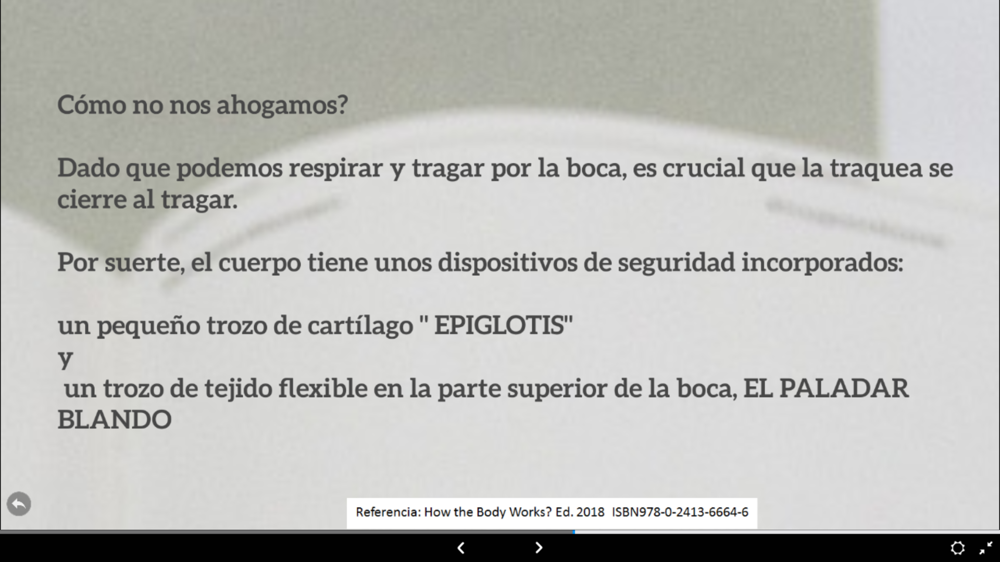 Cómo no nos ahogamos?
Dado que podemos respirar y tragar por la boca, es crucial que la traquea se
cierre al tragar.
Por suerte, el cuerpo tiene unos dispositivos de seguridad incorporados:
un pequeño trozo de cartílago " EPIGLOTIS"
y
un trozo de tejido flexible en la parte superior de la boca, EL PALADAR
BLANDO
Referencia: How the Body Works? Ed. 2018 ISBN978-0-2413-6664-6